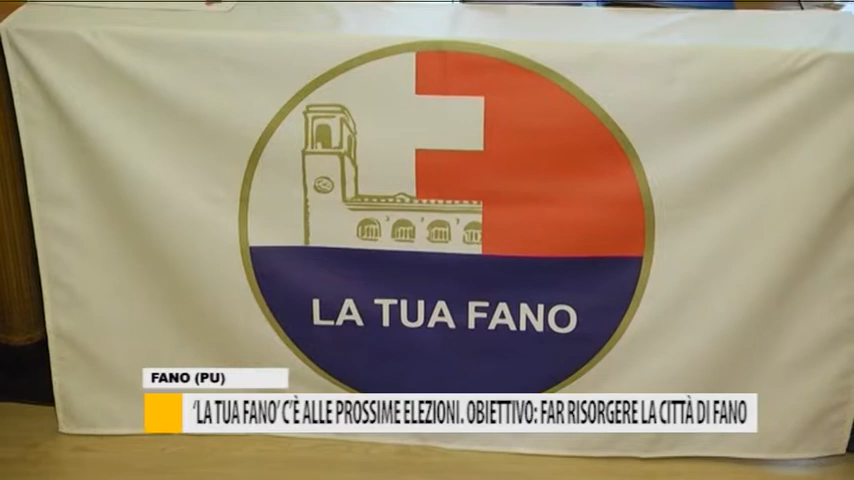 LA TUA FANO
FANO (PU)
‘LA TUA FANO’ C’È ALLE PROSSIME ELEZIONI. OBIETTIVO: FAR RISORGERE LA CITTÀ DI FANO